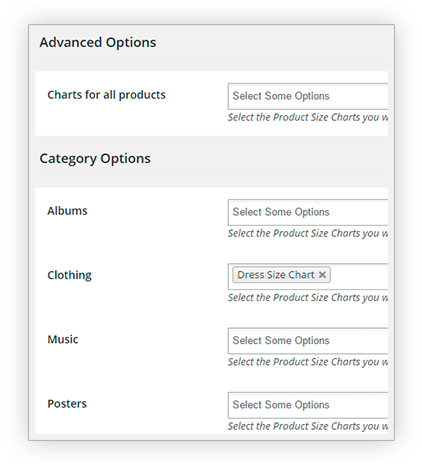 Advanced Options
Charts for all products
Select Some Options
Select the Product Size Charts you w
Category Options
Albums
Select Some Options
Select the Product Size Charts you w
Clothing
Dress Size Chart ×
Select the Product Size Charts you w
Music
Select Some Options
Select the Product Size Charts you w
Posters
Select Some Options
Select the Product Size Charts you w